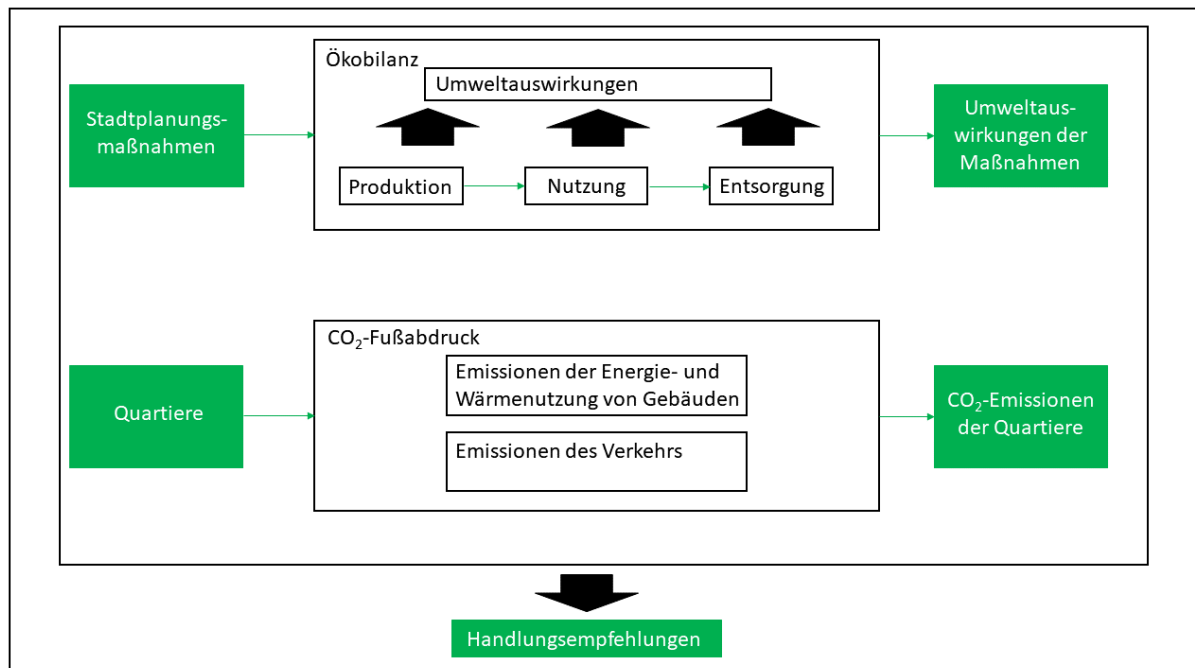 Ökobilanz
Umweltauswirkungen
Stadtplanungs-
maßnahmen
Produktion
Nutzung
Entsorgung
Umweltaus-
wirkungen der
Maßnahmen
CO₂-Fußabdruck
Quartiere
Emissionen der Energie- und
Wärmenutzung von Gebäuden
Emissionen des Verkehrs
CO₂-Emissionen
der Quartiere
Handlungsempfehlungen